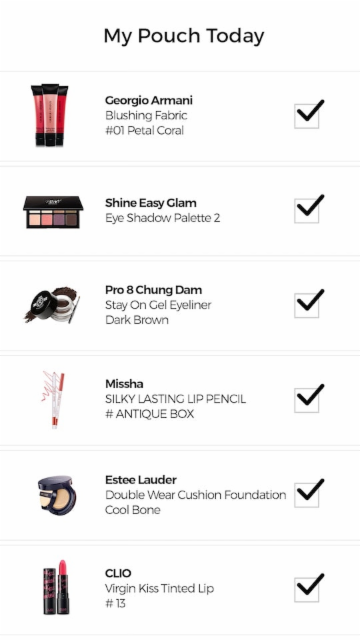 My Pouch Today
Georgio Armani
Blushing Fabric
#01 Petal Coral
Shine Easy Glam
Eye Shadow Palette 2
Pro 8 Chung Dam
Stay On Gel Eyeliner
Dark Brown
Missha
SILKY LASTING LIP PENCIL
# ANTIQUE BOX
Estee Lauder
Double Wear Cushion Foundation
Cool Bone
CLIO
Virgin Kiss Tinted Lip
# 13